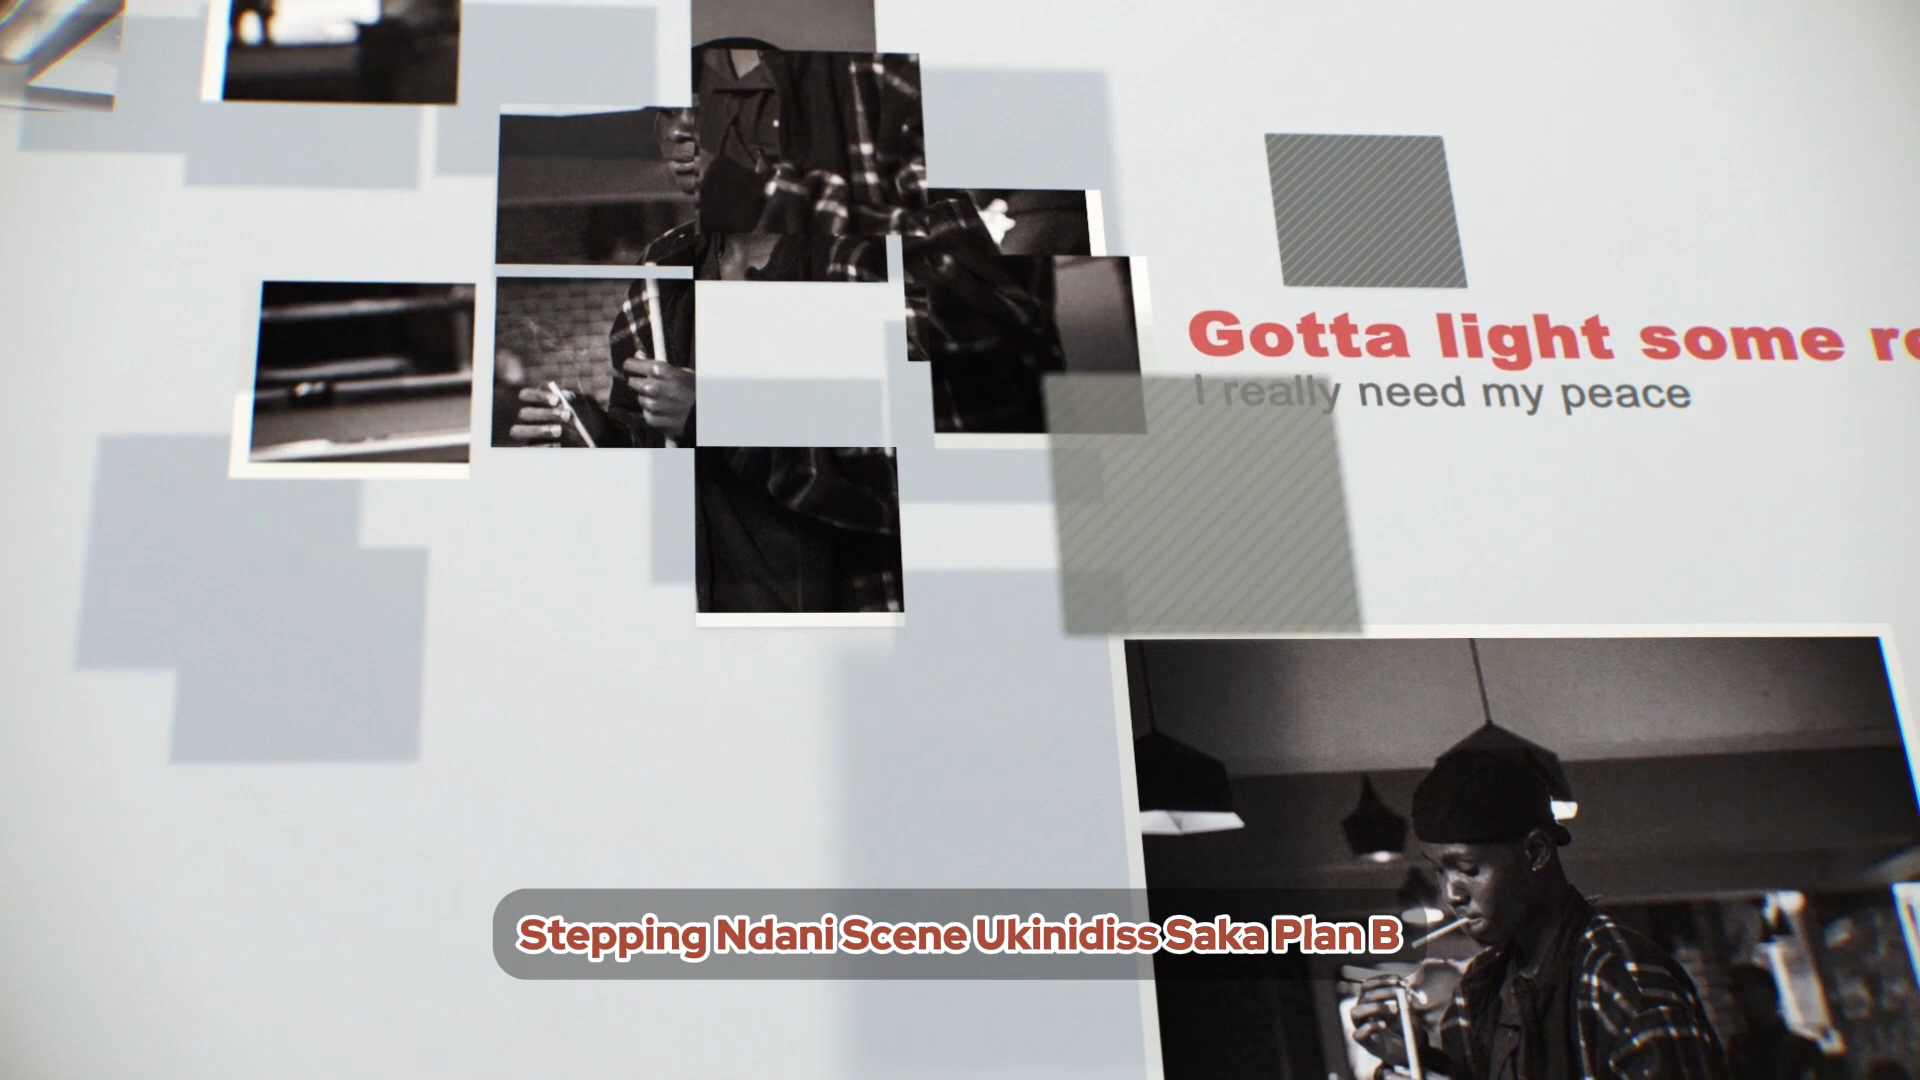 Gotta light some
I really need my peace
Stepping Ndani Scene Ukinidiss Saka Plan B